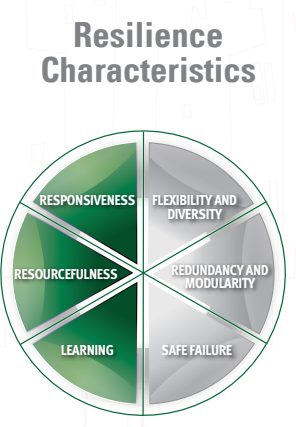 Resilience
Characteristics
RESPONSIVENESS
FLEXIBILITY AND
DIVERSITY
RESOURCEFULNESS
REDUNDANCY AND
MODULARITY
LEARNING
SAFE FAILURE